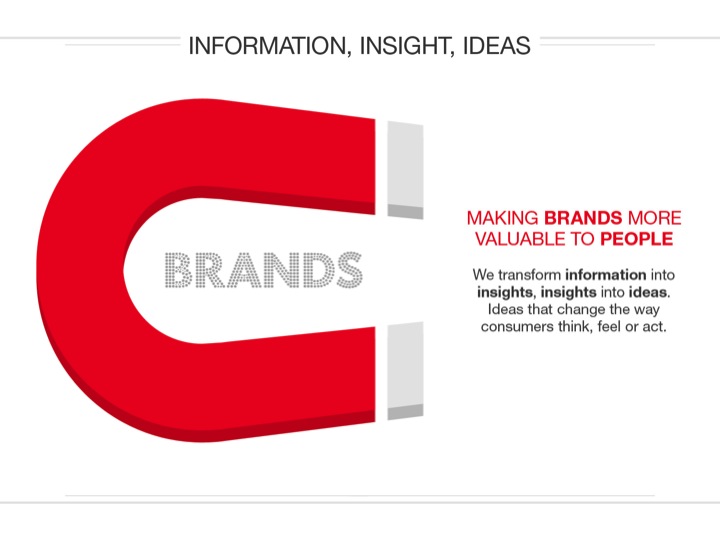 INFORMATION, INSIGHT, IDEAS
BRANDS
MAKING BRANDS MORE
VALUABLE TO PEOPLE
We transform information into
insights, insights into ideas.
Ideas that change the way
consumers think, feel or act.